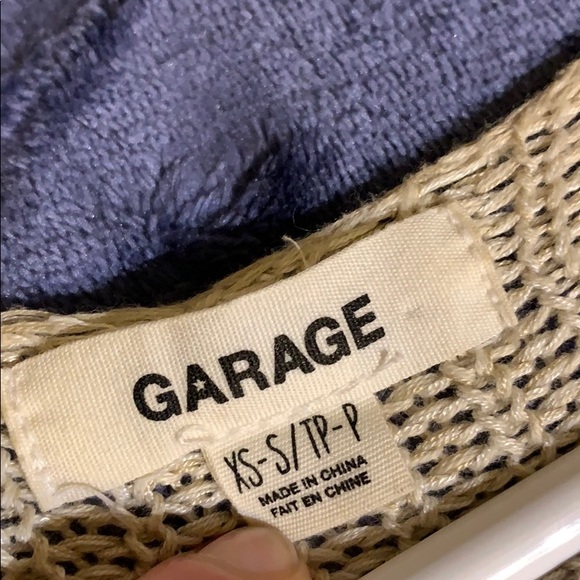 GARAGE
XS-S/TP-P
MADE IN CHINA
FAIT EN CHINE